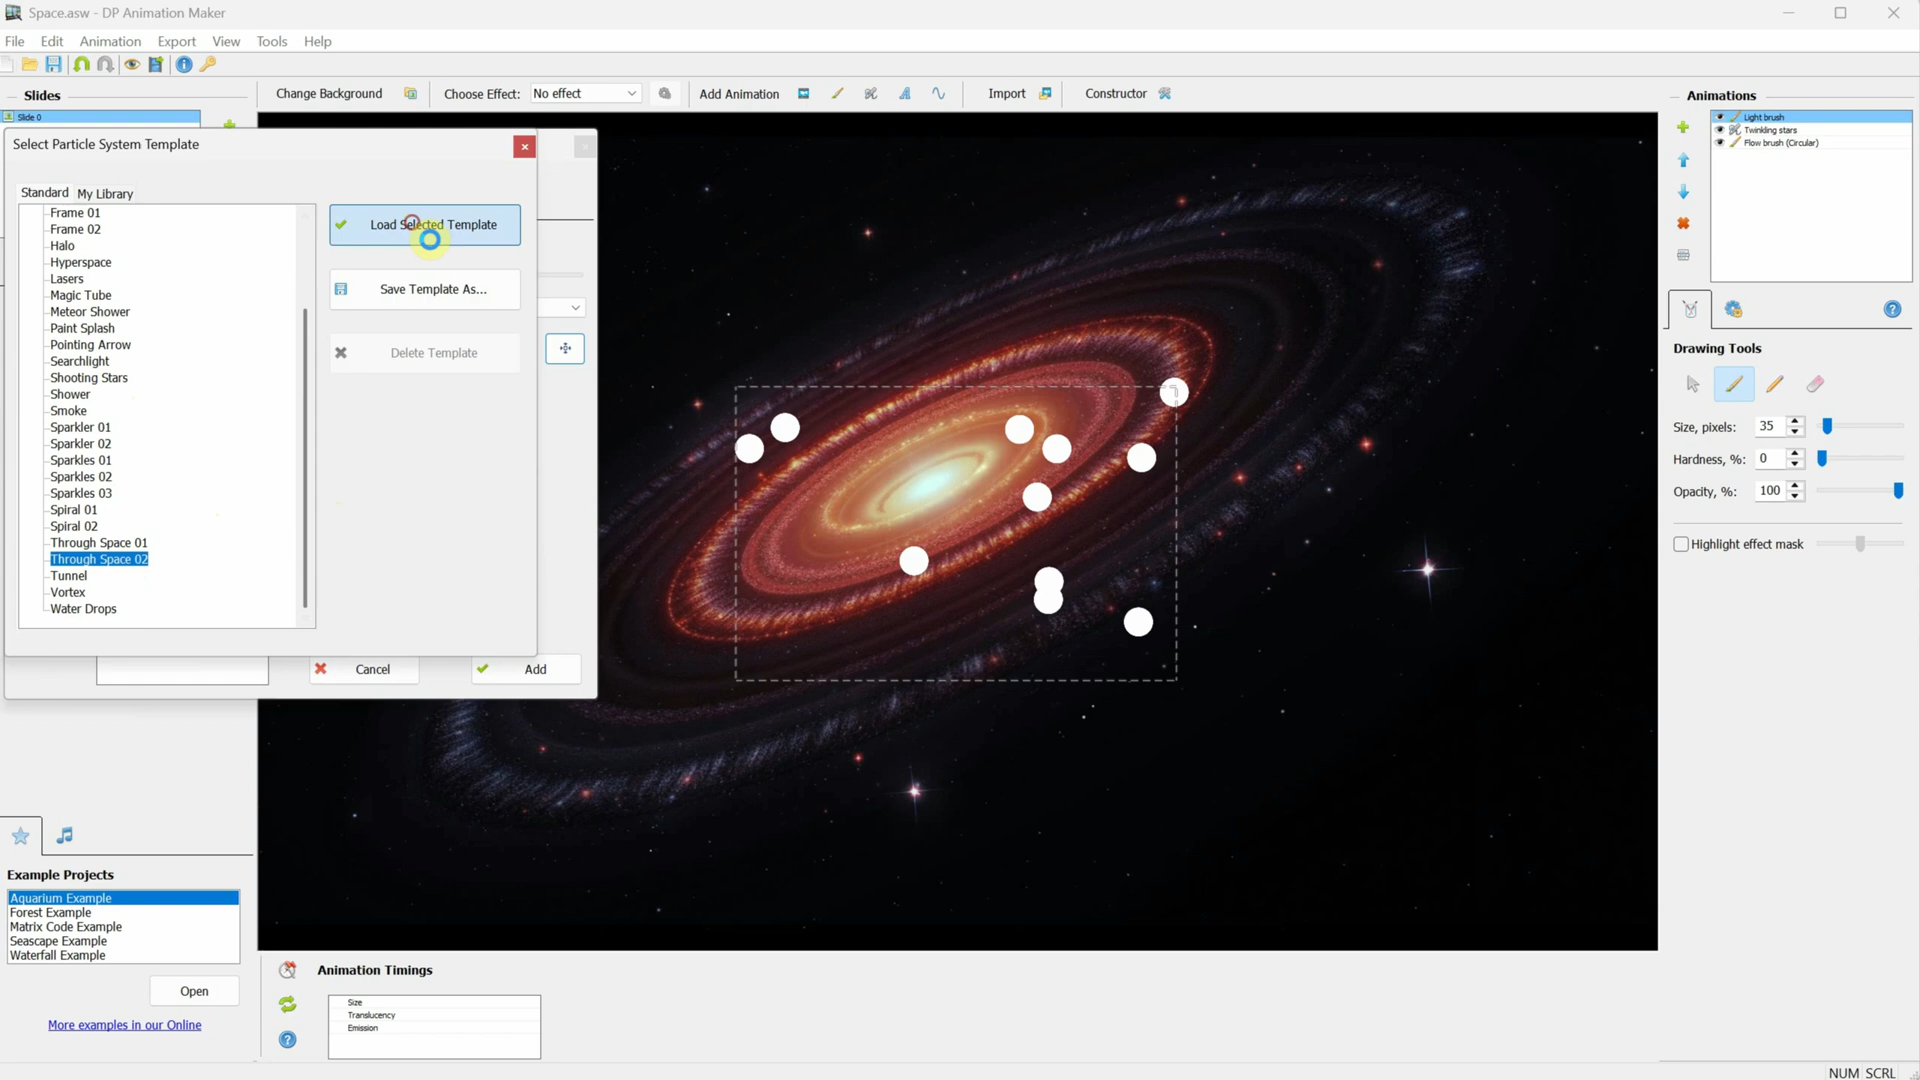 Space.asw - DP Animation Maker
File Edit Animation Export View Tools Help
Slides
Slide 0
Change Background
Choose Effect: No effect
Add Animation
Import
Constructor
Animations
Light brush
Twinkling stars
Flow brush (Circular)
Select Particle System Template
Standard My Library
Frame 01
Frame 02
Halo
Hyperspace
Lasers
Magic Tube
Meteor Shower
Paint Splash
Pointing Arrow
Searchlight
Shooting Stars
Shower
Smoke
Sparkler 01
Sparkler 02
Sparkles 01
Sparkles 02
Sparkles 03
Spiral 01
Spiral 02
Through Space 01
Through Space 02
Tunnel
Vortex
Water Drops
Load Selected Template
Save Template As...
Delete Template
Cancel
Add
Drawing Tools
Size, pixels: 35
Hardness, %: 0
Opacity, %: 100
Highlight effect mask
Example Projects
Aquarium Example
Forest Example
Matrix Code Example
Seascape Example
Waterfall Example
Open
More examples in our Online
Animation Timings
Size
Translucency
Emission
NUM SCRL